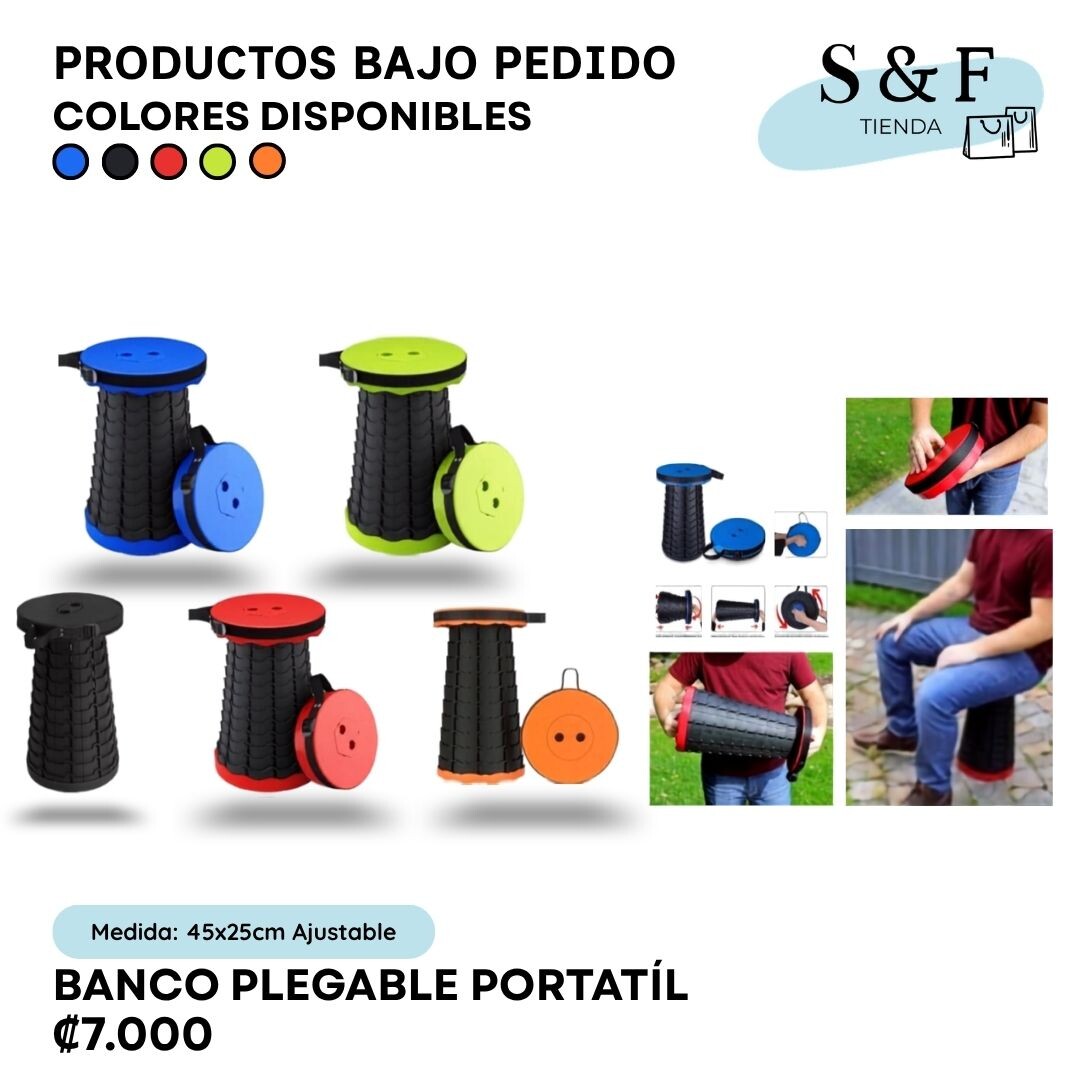 PRODUCTOS BAJO PEDIDO
COLORES DISPONIBLES
S & F
TIENDA
Medida: 45x25cm Ajustable
BANCO PLEGABLE PORTATÍL
₡7.000